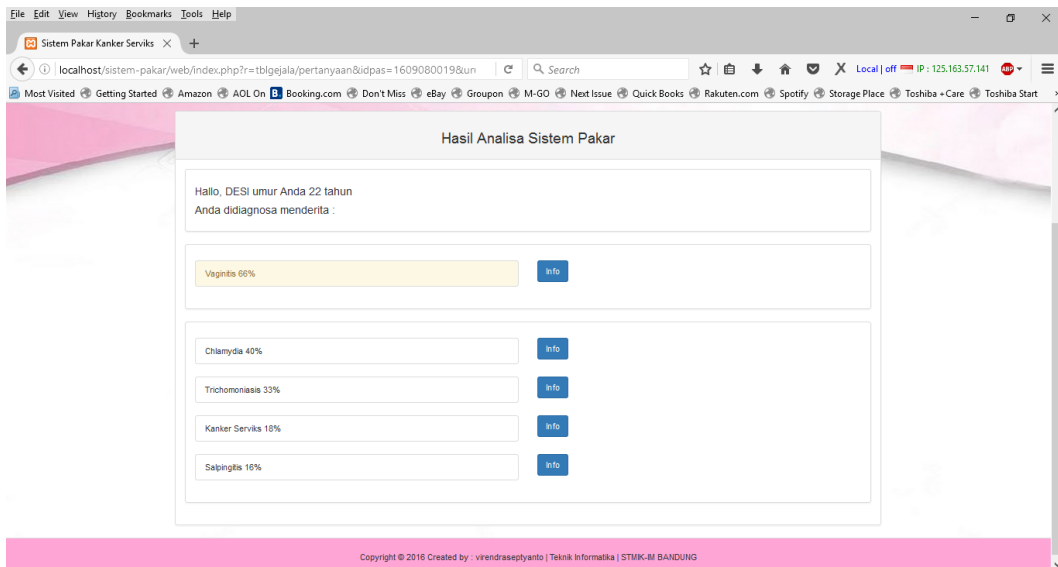 File Edit View History Bookmarks Tools Help
Sistem Pakar Kanker Serviks
localhost/sistem-pakar/web/index.php?r=tblgejala/pertanyaan&idpas=1609080019&un
Search
Local | off IP : 125.163.57.141 ABP
Most Visited Getting Started Amazon AOL On B. Booking.com Don't Miss eBay Groupon M-GO Next Issue Quick Books Rakuten.com Spotify Storage Place Toshiba +Care Toshiba Start
Hasil Analisa Sistem Pakar
Hallo, DESI umur Anda 22 tahun
Anda didiagnosa menderita :
Vaginitis 66% Info
Chlamydia 40% Info
Trichomoniasis 33% Info
Kanker Serviks 18% Info
Salpingitis 16% Info
Copyright © 2016 Created by : virendraseptyanto | Teknik Informatika | STMIK-IM BANDUNG